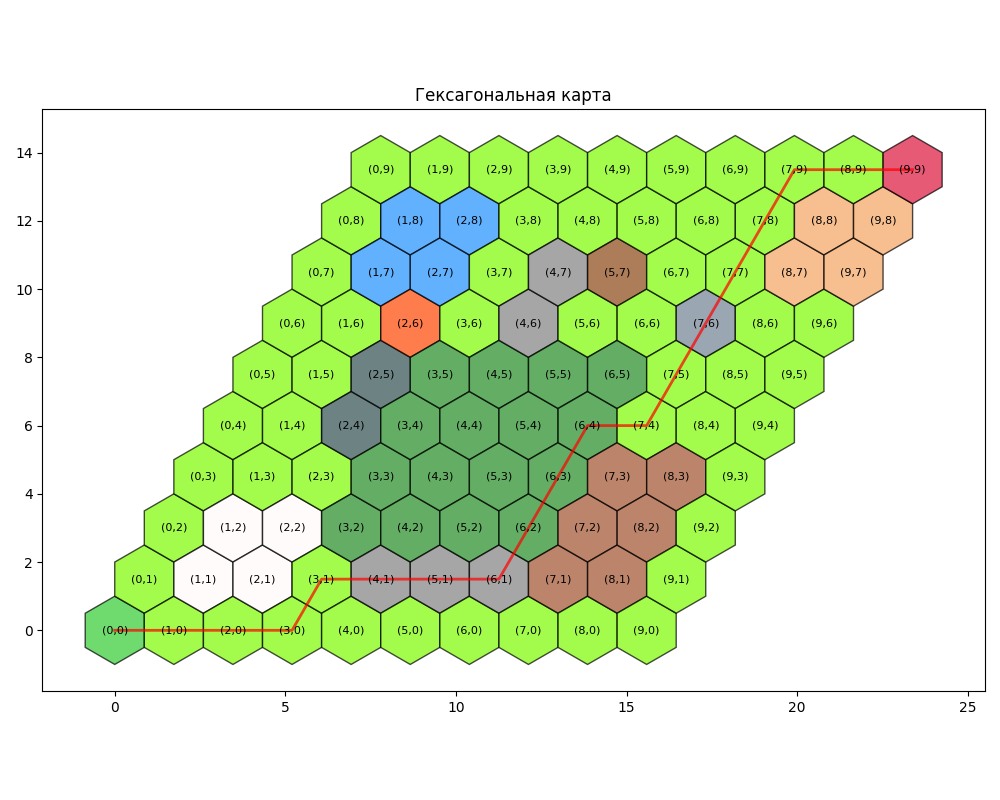 Гексагональная карта
14
(0,9) (1,9) (2,9) (3,9) (4,9) (5,9) (6,9) (7,9) (8,9) (9,9)
12
(0,8) (1,8) (2,8) (3,8) (4,8) (5,8) (6,8) (7,8) (8,8) (9,8)
10
(0,7) (1,7) (2,7) (3,7) (4,7) (5,7) (6,7) (7,7) (8,7) (9,7)
(0,6) (1,6) (2,6) (3,6) (4,6) (5,6) (6,6) (7,6) (8,6) (9,6)
8
(0,5) (1,5) (2,5) (3,5) (4,5) (5,5) (6,5) (7,5) (8,5) (9,5)
6
(0,4) (1,4) (2,4) (3,4) (4,4) (5,4) (6,4) (7,4) (8,4) (9,4)
(0,3) (1,3) (2,3) (3,3) (4,3) (5,3) (6,3) (7,3) (8,3) (9,3)
4
(0,2) (1,2) (2,2) (3,2) (4,2) (5,2) (6,2) (7,2) (8,2) (9,2)
2
(0,1) (1,1) (2,1) (3,1) (4,1) (5,1) (6,1) (7,1) (8,1) (9,1)
0
(0,0) (1,0) (2,0) (3,0) (4,0) (5,0) (6,0) (7,0) (8,0) (9,0)
0 5 10 15 20 25